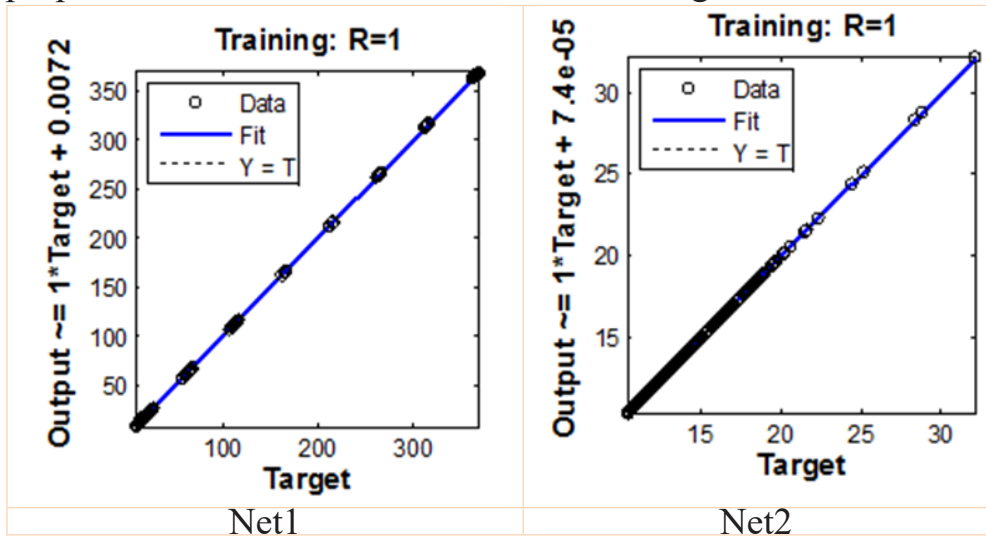 Training: R=1
Output ~= 1*Target + 0.0072
350
300
250
200
150
100
50
Data
Fit
Y = T
100
200
300
Target
Training: R=1
Output ~= 1*Target + 7.4e-05
30
25
20
15
Data
Fit
Y = T
15
20
25
30
Target
Net1
Net2